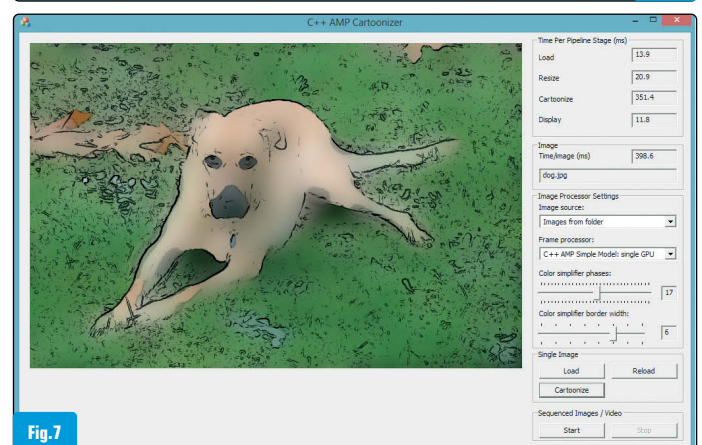 C++ AMP Cartoonizer
Time Per Pipeline Stage (ms)
Load 13.9
Resize 20.9
Cartoonize 351.4
Display 11.8
Image
Time/image (ms) 398.6
dog.jpg
Image Processor Settings
Image source:
Images from folder
Frame processor:
C++ AMP Simple Model: single GPU
Color simplifier phases:
17
Color simplifier border width:
6
Single Image
Load Reload
Cartoonize
Sequenced Images / Video
Start Stop
Fig.7